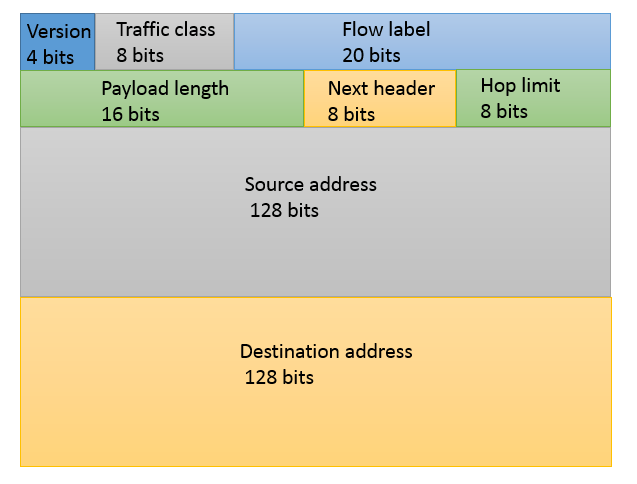 Version
4 bits
Traffic class
8 bits
Flow label
20 bits
Payload length
16 bits
Next header
8 bits
Hop limit
8 bits
Source address
128 bits
Destination address
128 bits